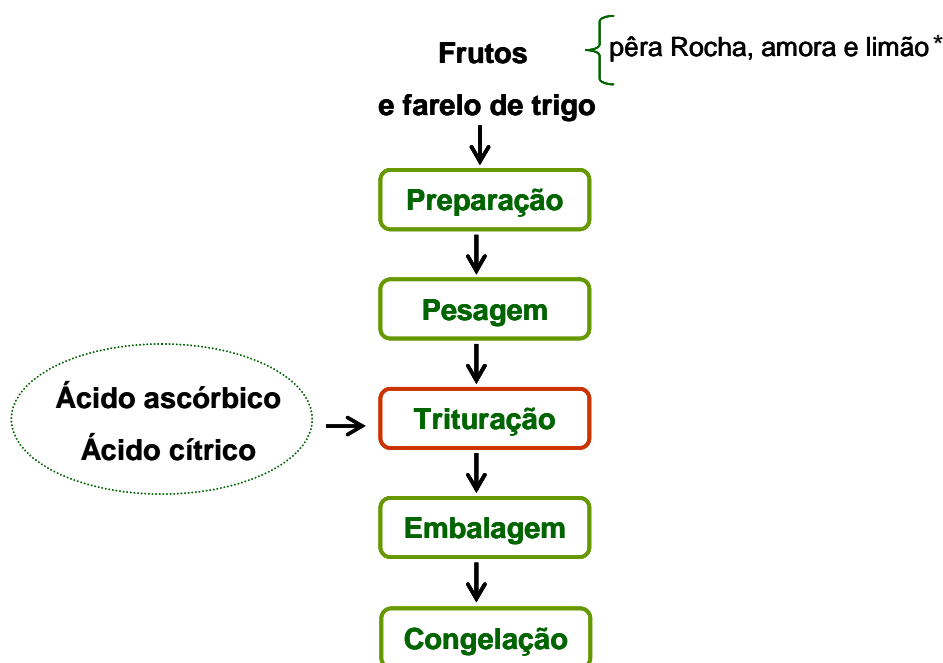 Frutos
pêra Rocha, amora e limão*
e farelo de trigo
Preparação
Pesagem
Ácido ascórbico
Ácido cítrico
Trituração
Embalagem
Congelação